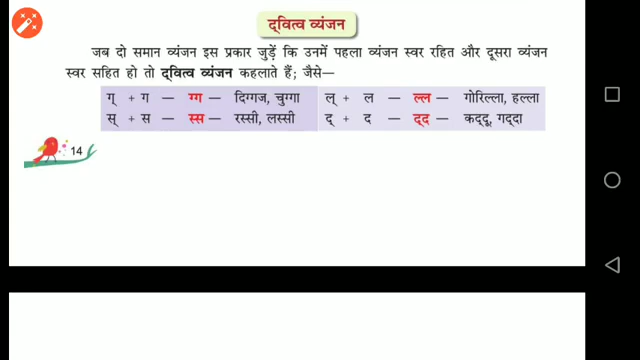 द्वित्व व्यंजन
जब दो समान व्यंजन इस प्रकार जुड़ें कि उनमें पहला व्यंजन स्वर रहित और दूसरा व्यंजन
स्वर सहित हो तो द्वित्व व्यंजन कहलाते हैं; जैसे—
ग् + ग — ग्ग — दिग्गज, चुग्गा ल् + ल — ल्ल — गोरिल्ला, हल्ला
स् + स — स्स — रस्सी, लस्सी द् + द — द्द — कद्दू, गद्दा
14